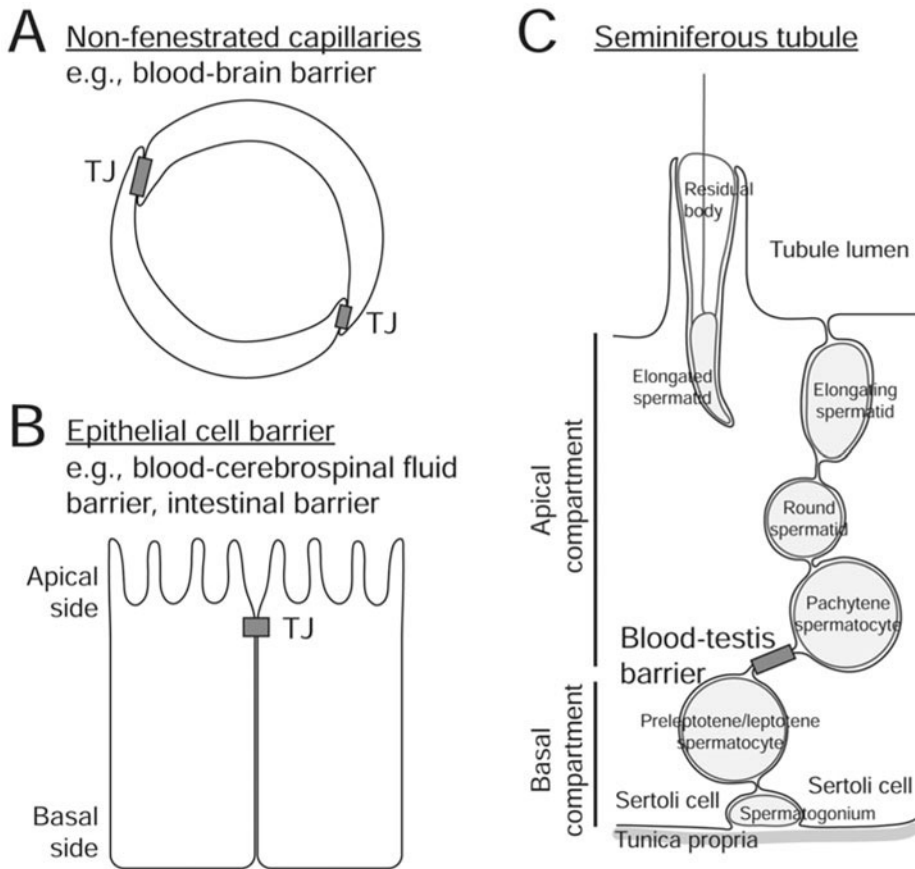 A Non-fenestrated capillaries
e.g., blood-brain barrier
TJ
TJ
B Epithelial cell barrier
e.g., blood-cerebrospinal fluid
barrier, intestinal barrier
Apical
side
TJ
Basal
side
C Seminiferous tubule
Residual
body
Tubule lumen
Elongated
spermatid
Elongating
spermatid
Apical
compartment
Round
spermatid
Pachytene
spermatocyte
Blood-testis
barrier
Basal
compartment
Preleptotene/leptotene
spermatocyte
Sertoli cell
Sertoli cell
Spermatogonium
Tunica propria